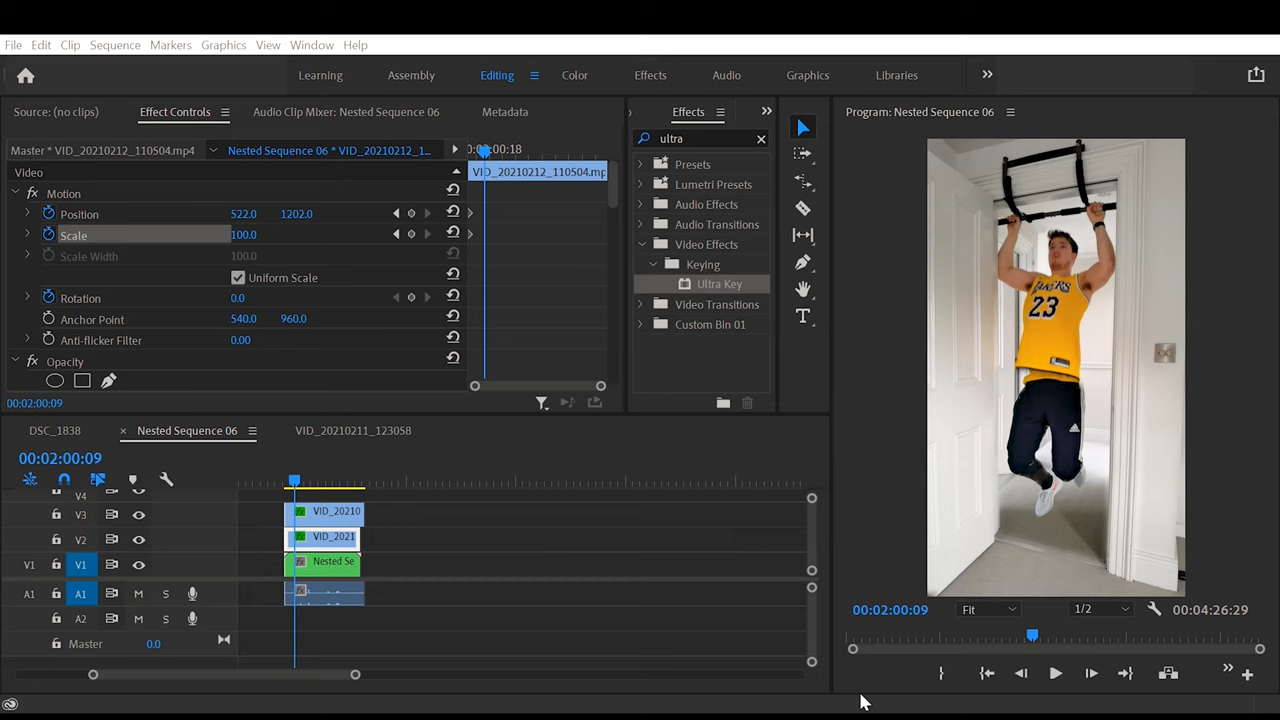 File Edit Clip Sequence Markers Graphics View Window Help
Learning Assembly Editing Color Effects Audio Graphics Libraries
Source: (no clips) Effect Controls Audio Clip Mixer: Nested Sequence 06 Metadata
Effects
Program: Nested Sequence 06
Master * VID_20210212_110504.mp4 Nested Sequence 06 * VID_20210212_1...
:00:18
ultra
Video
VID_20210212_110504.mp
Presets
Motion
Lumetri Presets
Position 522.0 1202.0
Audio Effects
Scale 100.0
Audio Transitions
Scale Width 100.0
Video Effects
Uniform Scale
Keying
Rotation 0.0
Ultra Key
Anchor Point 540.0 960.0
Video Transitions
Anti-flicker Filter 0.00
Custom Bin 01
Opacity
00:02:00:09
LAKERS
23
DSC_1838 Nested Sequence 06 VID_20210211_123058
00:02:00:09
V4
V3 VID_20210
V2 VID_2021
V1 V1 Nested Se
A1 A1 M S
A2 M S
Master 0.0
00:02:00:09 Fit 1/2 00:04:26:29